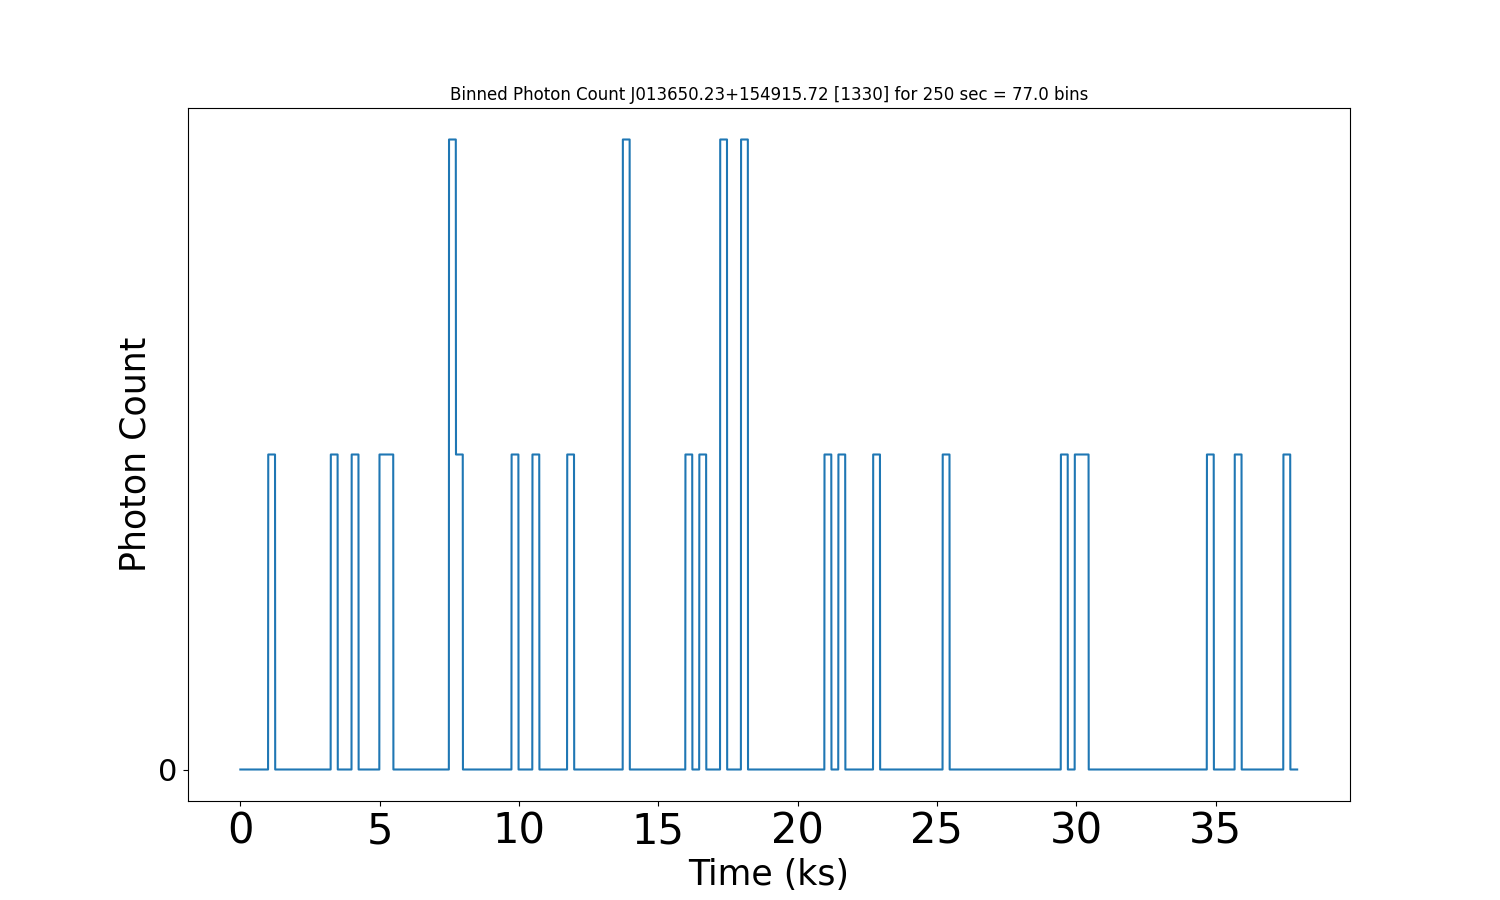 Binned Photon Count J013650.23+154915.72 [1330] for 250 sec = 77.0 bins
Photon Count
0
0 5 10 15 20 25 30 35
Time (ks)